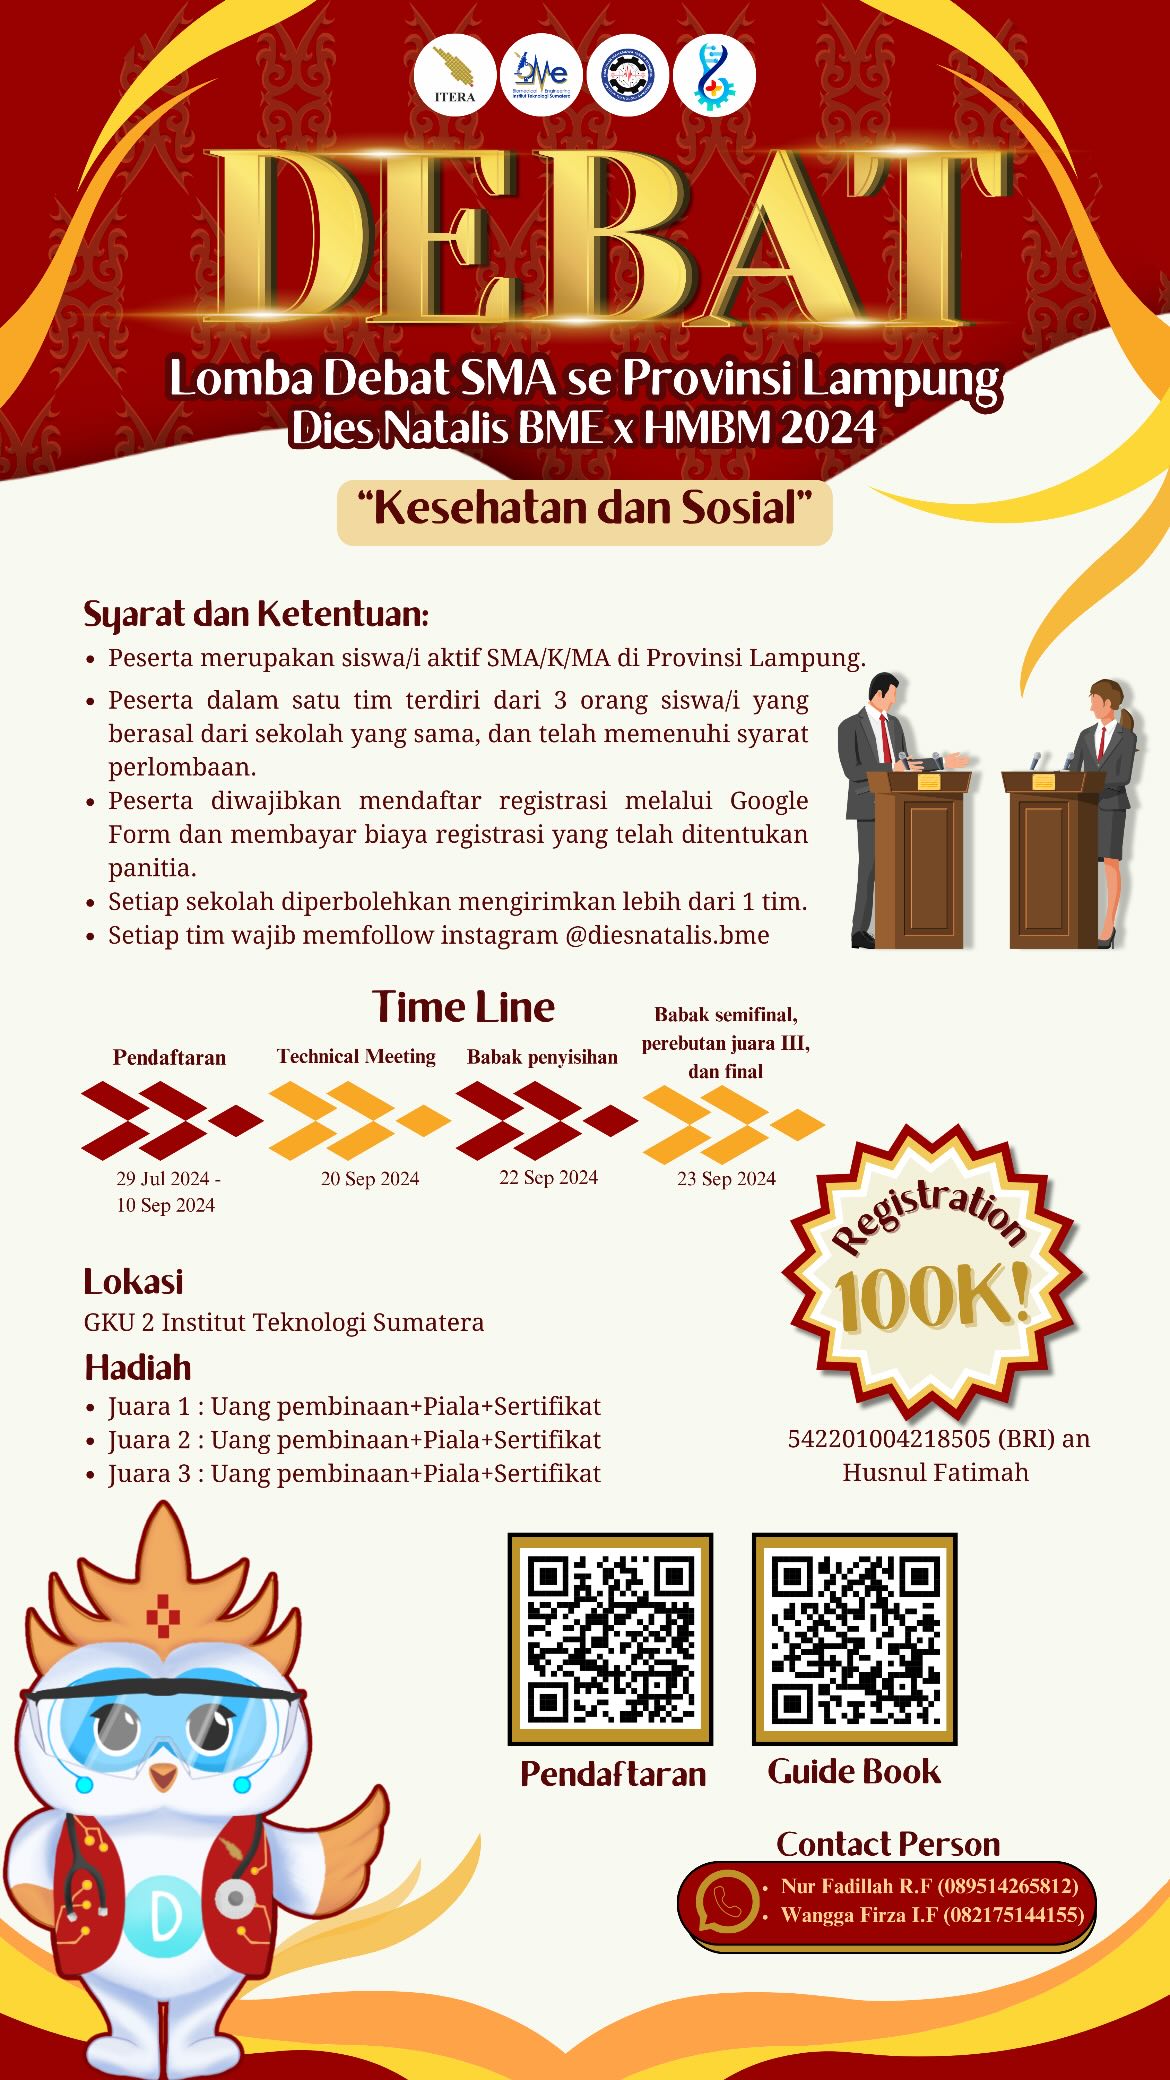 ITERA
BMe
Biomedical Engineering
Institut Teknologi Sumatera
DEBAT
Lomba Debat SMA se Provinsi Lampung
Dies Natalis BME x HMBM 2024
“Kesehatan dan Sosial”
Syarat dan Ketentuan:
• Peserta merupakan siswa/i aktif SMA/K/MA di Provinsi Lampung.
• Peserta dalam satu tim terdiri dari 3 orang siswa/i yang
berasal dari sekolah yang sama, dan telah memenuhi syarat
perlombaan.
• Peserta diwajibkan mendaftar registrasi melalui Google
Form dan membayar biaya registrasi yang telah ditentukan
panitia.
• Setiap sekolah diperbolehkan mengirimkan lebih dari 1 tim.
• Setiap tim wajib memfollow instagram @diesnatalis.bme
Time Line
Pendaftaran
29 Jul 2024 -
10 Sep 2024
Technical Meeting
20 Sep 2024
Babak penyisihan
22 Sep 2024
Babak semifinal,
perebutan juara III,
dan final
23 Sep 2024
Registration
100K!
542201004218505 (BRI) an
Husnul Fatimah
Lokasi
GKU 2 Institut Teknologi Sumatera
Hadiah
• Juara 1 : Uang pembinaan+Piala+Sertifikat
• Juara 2 : Uang pembinaan+Piala+Sertifikat
• Juara 3 : Uang pembinaan+Piala+Sertifikat
Pendaftaran
Guide Book
D
Contact Person
• Nur Fadillah R.F (089514265812)
• Wangga Firza I.F (082175144155)